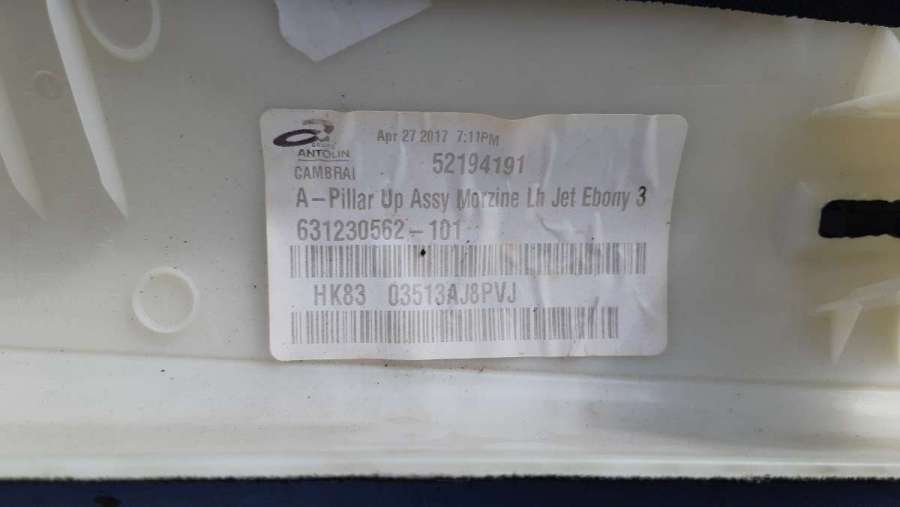 Apr 27 2017 7:11PM
ANTOLIN
CAMBRAI 52194191
A-Pillar Up Assy Morzine Lh Jet Ebony 3
631230562-101
HK83 03513AJ8PVJ